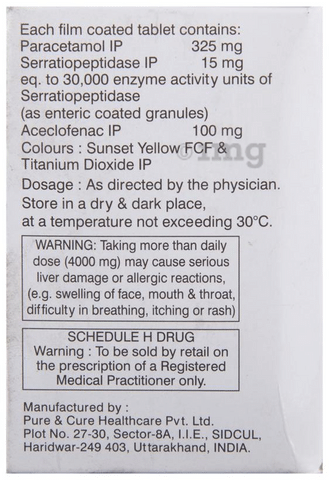 Each film coated tablet contains:
Paracetamol IP 325 mg
Serratiopeptidase IP 15 mg
eq. to 30,000 enzyme activity units of
Serratiopeptidase
(as enteric coated granules)
Aceclofenac IP 100 mg
Colours : Sunset Yellow FCF &
Titanium Dioxide IP
1mg
Dosage : As directed by the physician.
Store in a dry & dark place,
at a temperature not exceeding 30°C.
WARNING: Taking more than daily
dose (4000 mg) may cause serious
liver damage or allergic reactions,
(e.g. swelling of face, mouth & throat,
difficulty in breathing, itching or rash)
SCHEDULE H DRUG
Warning : To be sold by retail on
the prescription of a Registered
Medical Practitioner only.
Manufactured by :
Pure & Cure Healthcare Pvt. Ltd.
Plot No. 27-30, Sector-8A, I.I.E., SIDCUL,
Haridwar-249 403, Uttarakhand, INDIA.